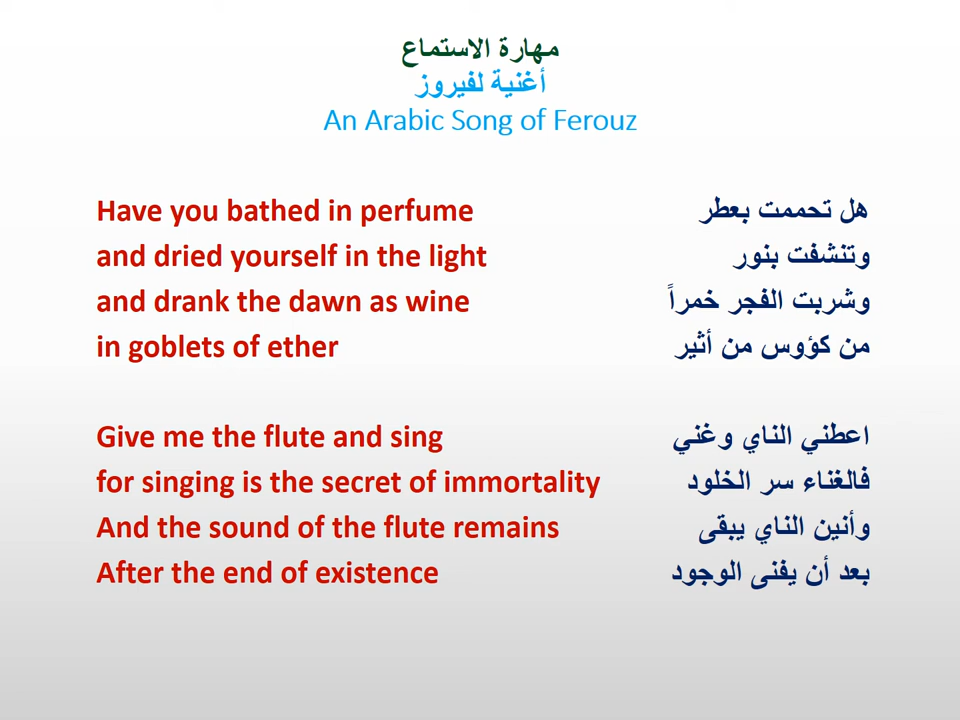 مهارة الاستماع
أغنية لفيروز
An Arabic Song of Ferouz
Have you bathed in perfume
هل تحممت بعطر
and dried yourself in the light
وتنشفت بنور
and drank the dawn as wine
وشربت الفجر خمراً
in goblets of ether
من كؤوس من أثير
Give me the flute and sing
اعطني الناي وغني
for singing is the secret of immortality
فالغناء سر الخلود
And the sound of the flute remains
وأنين الناي يبقى
After the end of existence
بعد أن يفنى الوجود